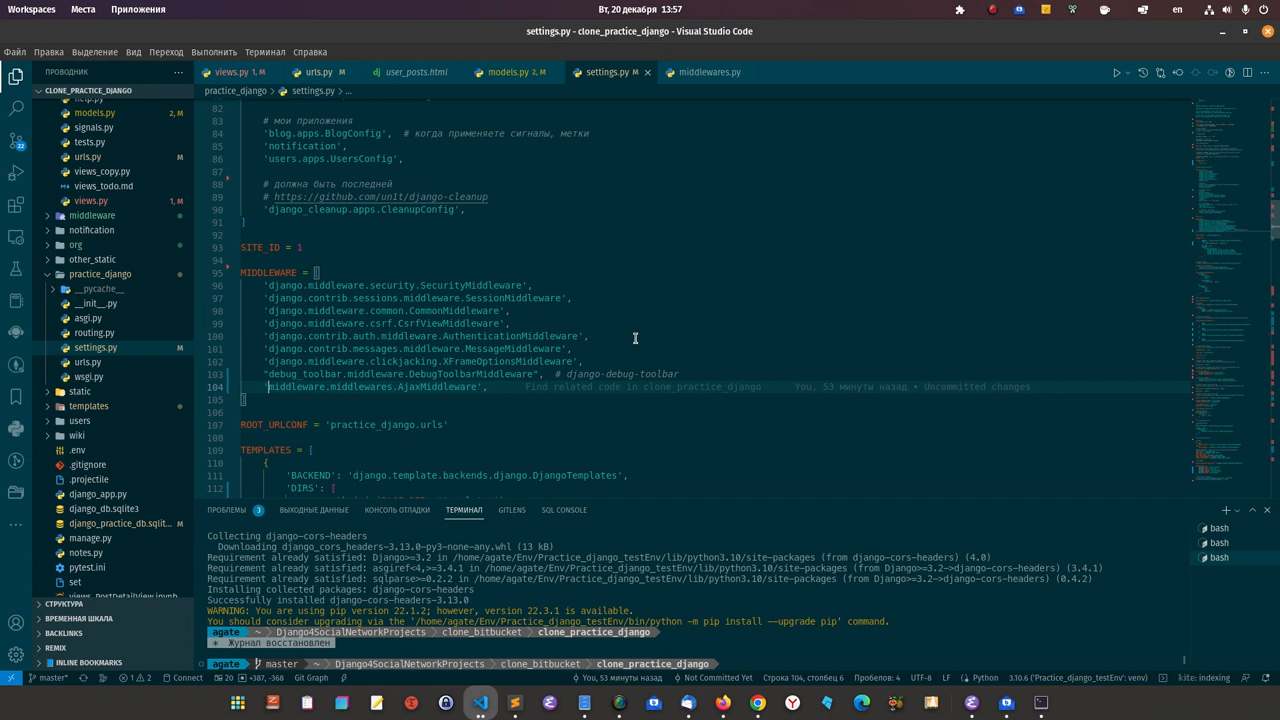 Места
Приложения
Вт, 20 декабря 13:57
en
settings.py - clone_practice_django - Visual Studio Code
Файл Правка Выделение Вид Переход Выполнить Терминал Справка
ПРОВОДНИК
views.py 1, M
urls.py M
user_posts.html
models.py 2, M
settings.py M
middlewares.py
CLONE_PRACTICE_DJANGO
practice_django > settings.py > ...
help.py
models.py 2, M
signals.py
tests.py
urls.py M
views_copy.py
views_todo.md
views.py 1, M
middleware
notification
org
other_static
practice_django
__pycache__
__init__.py
asgi.py
routing.py
settings.py M
urls.py
wsgi.py
static
templates
users
wiki
.env
.gitignore
.projectile
django_app.py
django_db.sqlite3
django_practice_db.sqlit... M
manage.py
notes.py
pytest.ini
set
views_PostDetailView.ipynb
СТРУКТУРА
ВРЕМЕННАЯ ШКАЛА
BACKLINKS
REMIX
INLINE BOOKMARKS
22
82
83 # мои приложения
84 'blog.apps.BlogConfig', # когда применяете сигналы, метки
85 'notification',
86 'users.apps.UsersConfig',
87
88 # должна быть последней
89 # https://github.com/un1t/django-cleanup
90 'django_cleanup.apps.CleanupConfig',
91 ]
92
93 SITE_ID = 1
94
95 MIDDLEWARE = [
96 'django.middleware.security.SecurityMiddleware',
97 'django.contrib.sessions.middleware.SessionMiddleware',
98 'django.middleware.common.CommonMiddleware',
99 'django.middleware.csrf.CsrfViewMiddleware',
100 'django.contrib.auth.middleware.AuthenticationMiddleware',
101 'django.contrib.messages.middleware.MessageMiddleware',
102 'django.middleware.clickjacking.XFrameOptionsMiddleware',
103 "debug_toolbar.middleware.DebugToolbarMiddleware", # django-debug-toolbar
104 'middleware.middlewares.AjaxMiddleware', Find related code in clone_practice_django You, 53 минуты назад • Uncommitted changes
105 ]
106
107 ROOT_URLCONF = 'practice_django.urls'
108
109 TEMPLATES = [
110 {
111 'BACKEND': 'django.template.backends.django.DjangoTemplates',
112 'DIRS': [
ПРОБЛЕМЫ 3 ВЫХОДНЫЕ ДАННЫЕ КОНСОЛЬ ОТЛАДКИ ТЕРМИНАЛ GITLENS SQL CONSOLE
Collecting django-cors-headers
Downloading django_cors_headers-3.13.0-py3-none-any.whl (13 kB)
Requirement already satisfied: Django>=3.2 in /home/agate/Env/Practice_django_testEnv/lib/python3.10/site-packages (from django-cors-headers) (4.0)
Requirement already satisfied: asgiref<4,>=3.4.1 in /home/agate/Env/Practice_django_testEnv/lib/python3.10/site-packages (from Django>=3.2->django-cors-headers) (3.4.1)
Requirement already satisfied: sqlparse>=0.2.2 in /home/agate/Env/Practice_django_testEnv/lib/python3.10/site-packages (from Django>=3.2->django-cors-headers) (0.4.2)
Installing collected packages: django-cors-headers
Successfully installed django-cors-headers-3.13.0
WARNING: You are using pip version 22.1.2; however, version 22.3.1 is available.
You should consider upgrading via the '/home/agate/Env/Practice_django_testEnv/bin/python -m pip install --upgrade pip' command.
agate ~ Django4SocialNetworkProjects clone_bitbucket clone_practice_django
* Журнал восстановлен
agate master ~ Django4SocialNetworkProjects clone_bitbucket clone_practice_django
bash
bash
bash
master* 1 2 Connect 20 +387, -368 Git Graph You, 53 минуты назад Not Committed Yet Строка 104, столбец 6 Пробелов: 4 UTF-8 LF Python 3.10.6 ('Practice_django_testEnv': venv) kite: indexing